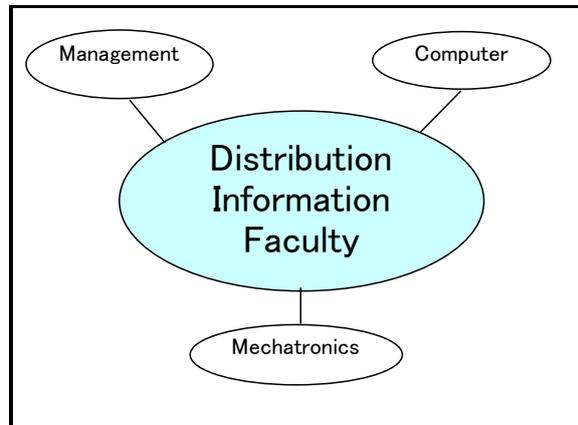 Management
Computer
Distribution
Information
Faculty
Mechatronics